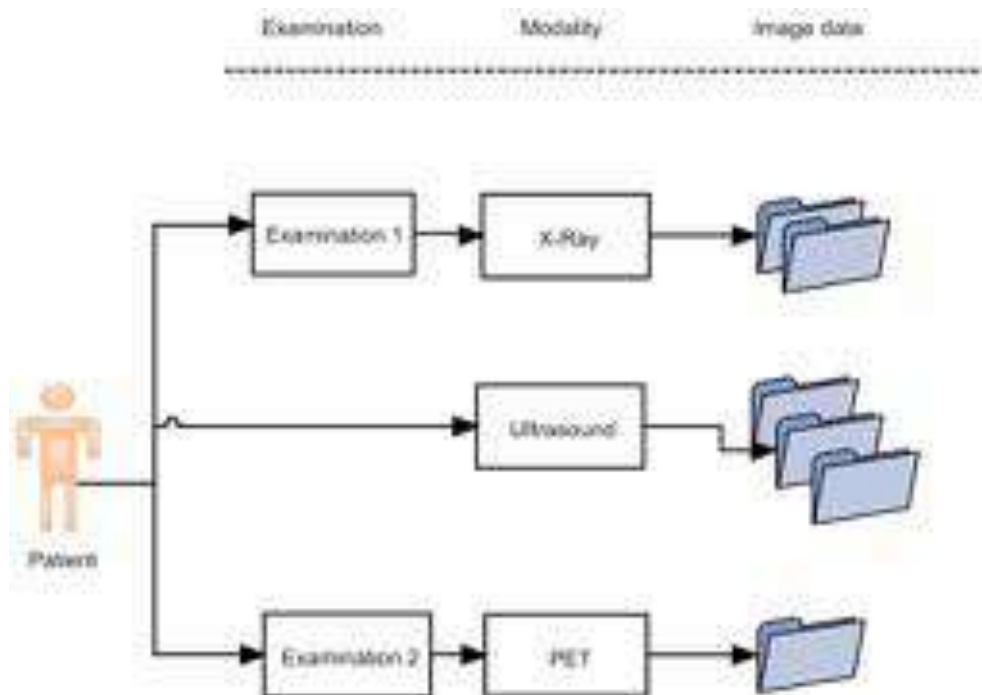 Examination Modality Image data
Examination 1 X-Ray
Ultrasound
Patient
Examination 2 PET